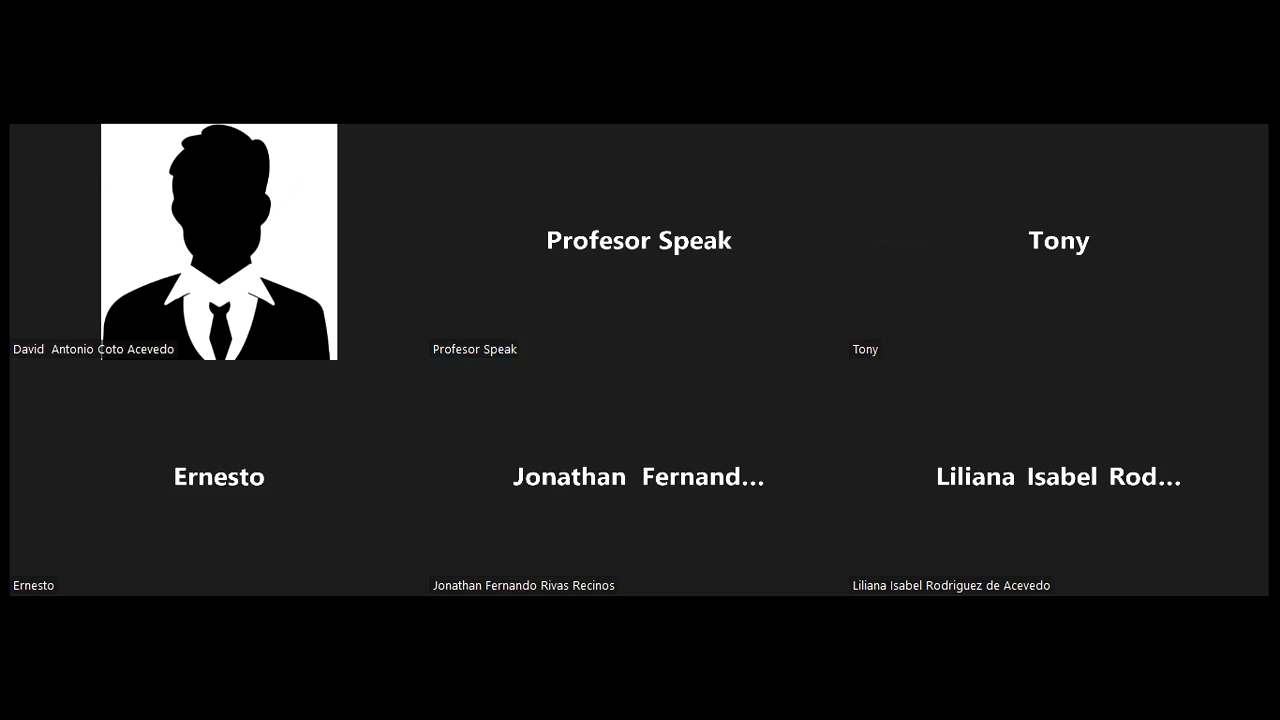 Profesor Speak
Tony
David  Antonio Coto Acevedo
Profesor Speak
Tony
Ernesto
Jonathan  Fernand...
Liliana  Isabel  Rod...
Ernesto
Jonathan Fernando Rivas Recinos
Liliana Isabel Rodriguez de Acevedo